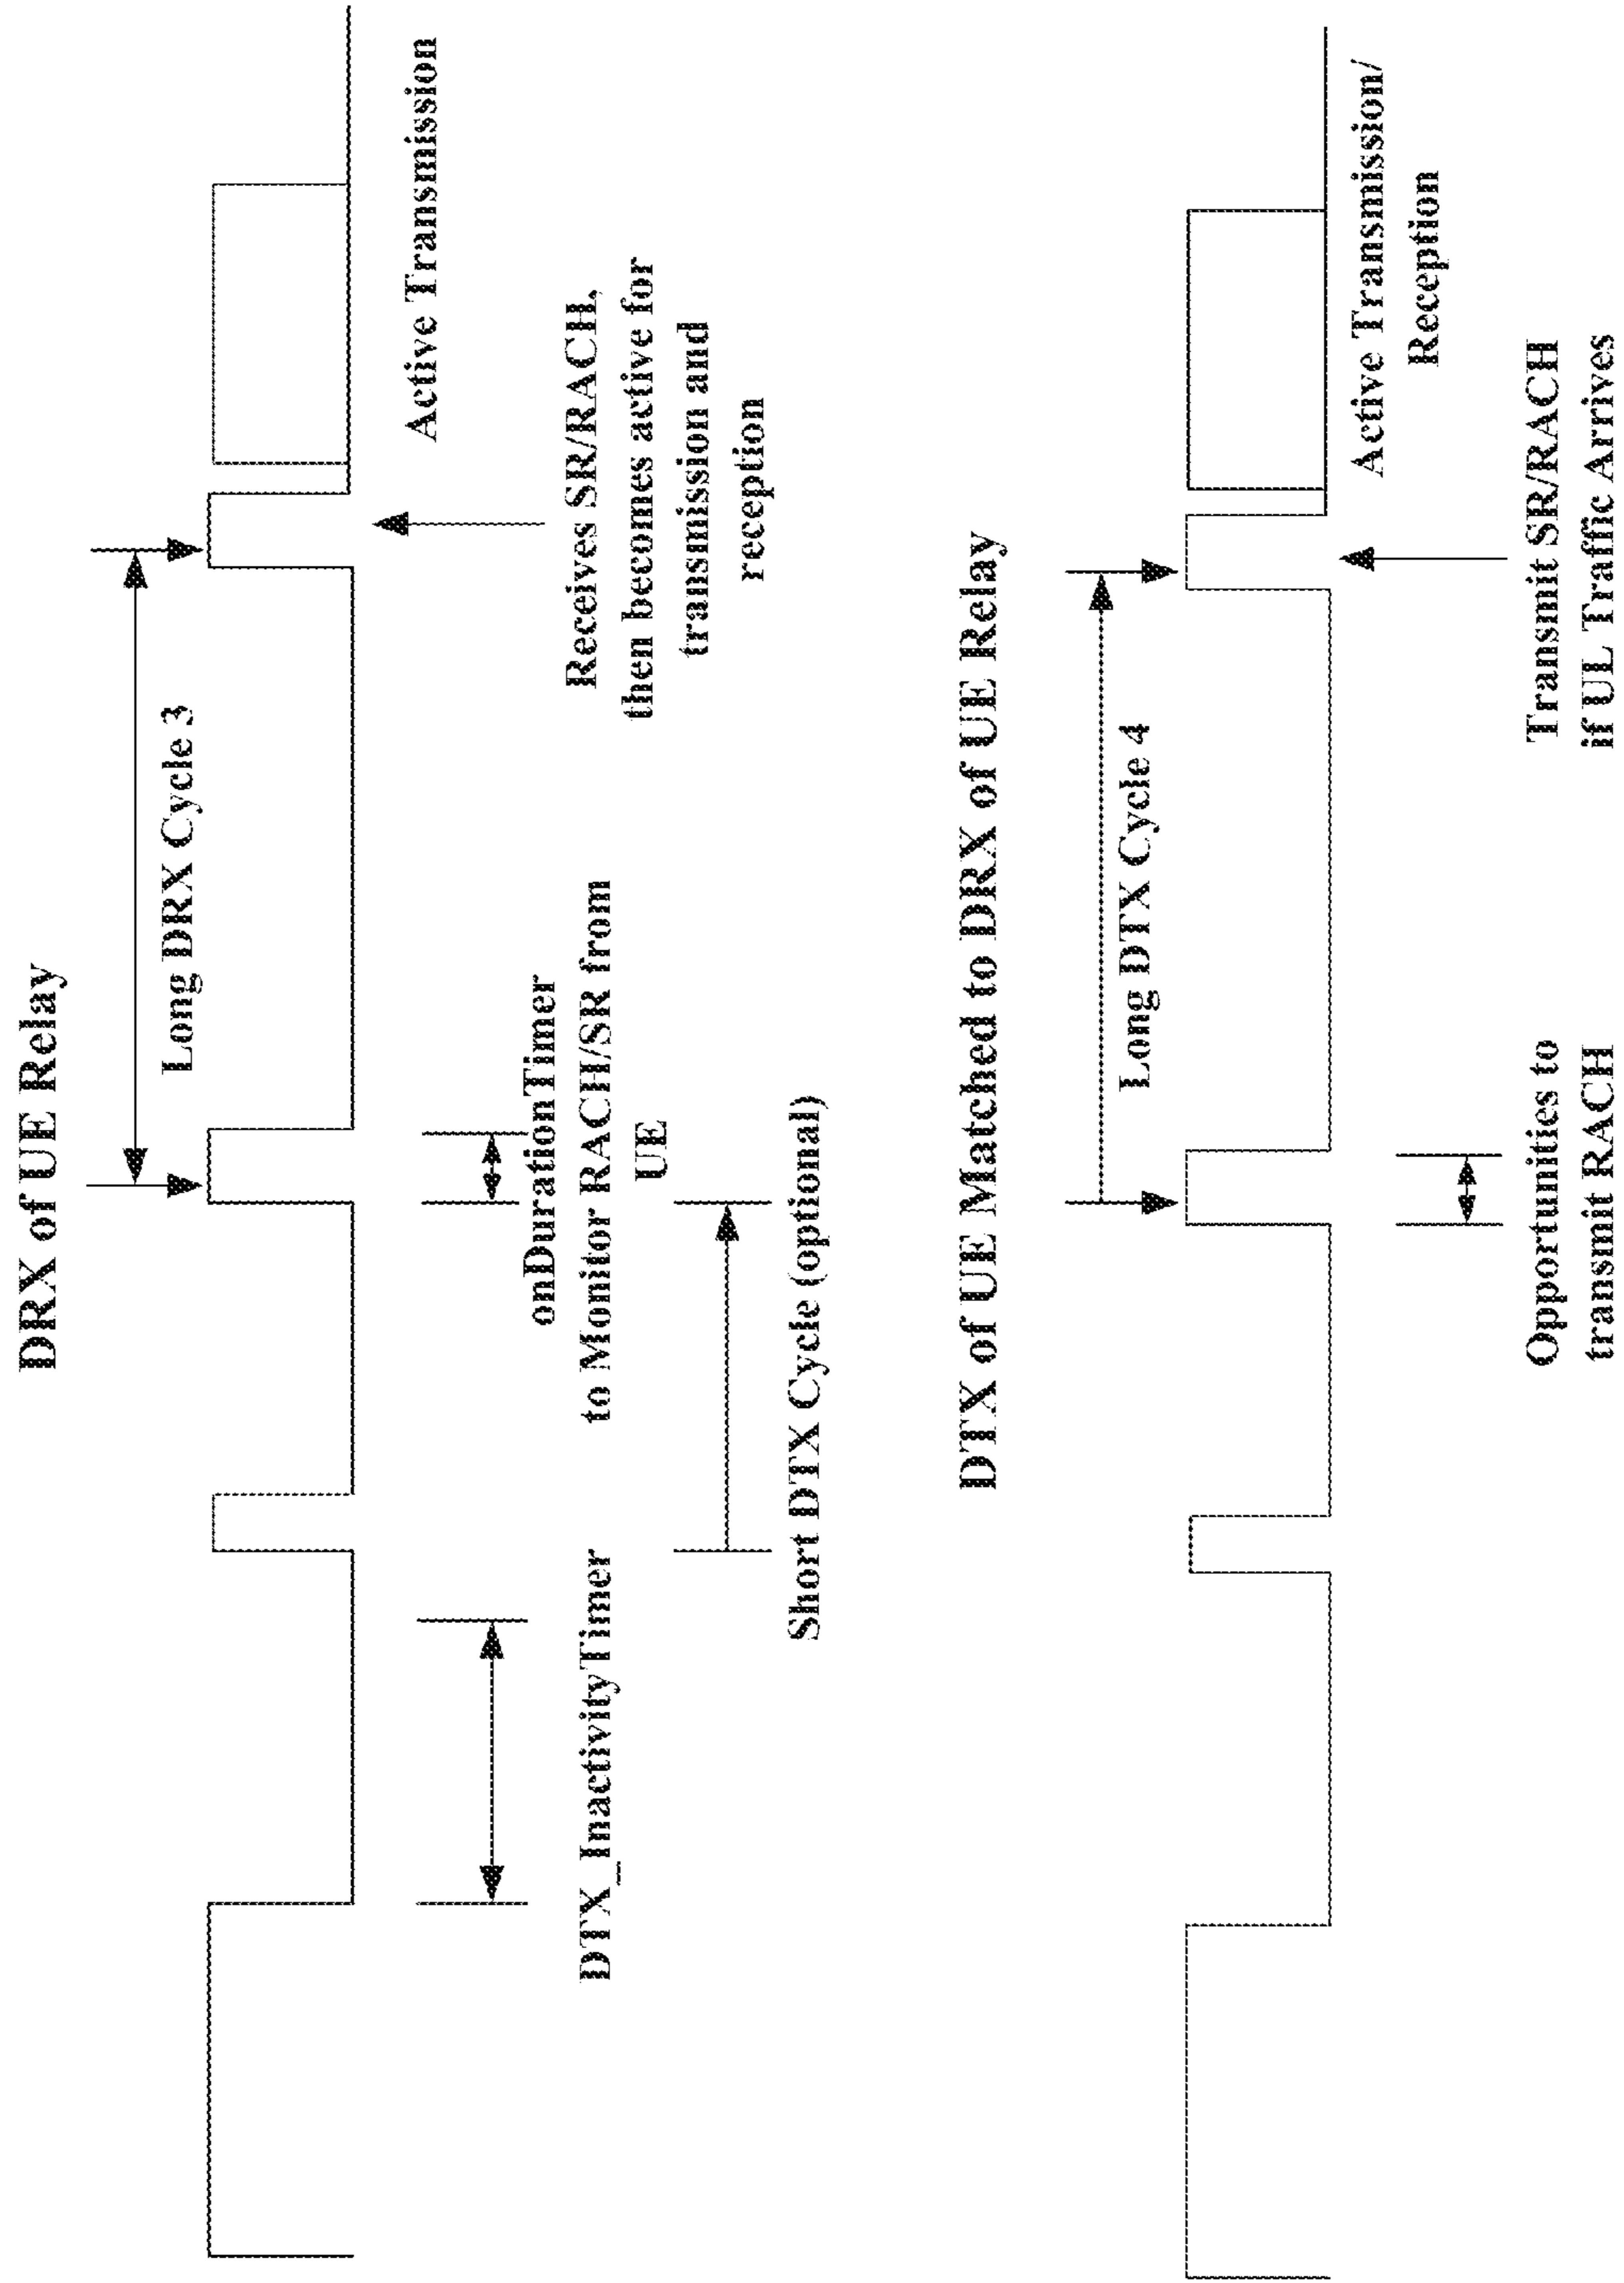 DRX of UE Relay
Long DRX Cycle 3
Active Transmission
onDurationTimer
to Monitor RACH/SR from
UE
Receives SR/RACH,
then becomes active for
transmission and
reception
DTX_InactivityTimer
Short DTX Cycle (optional)
DTX of UE Matched to DRX of UE Relay
Long DTX Cycle 4
Active Transmission/
Reception
Opportunities to
transmit RACH
Transmit SR/RACH
if UL Traffic Arrives